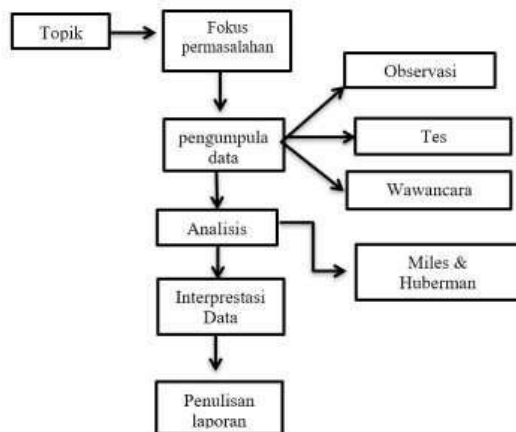 Topik
Fokus
permasalahan
Observasi
pengumpula
data
Tes
Wawancara
Analisis
Miles &
Huberman
Interprestasi
Data
Penulisan
laporan